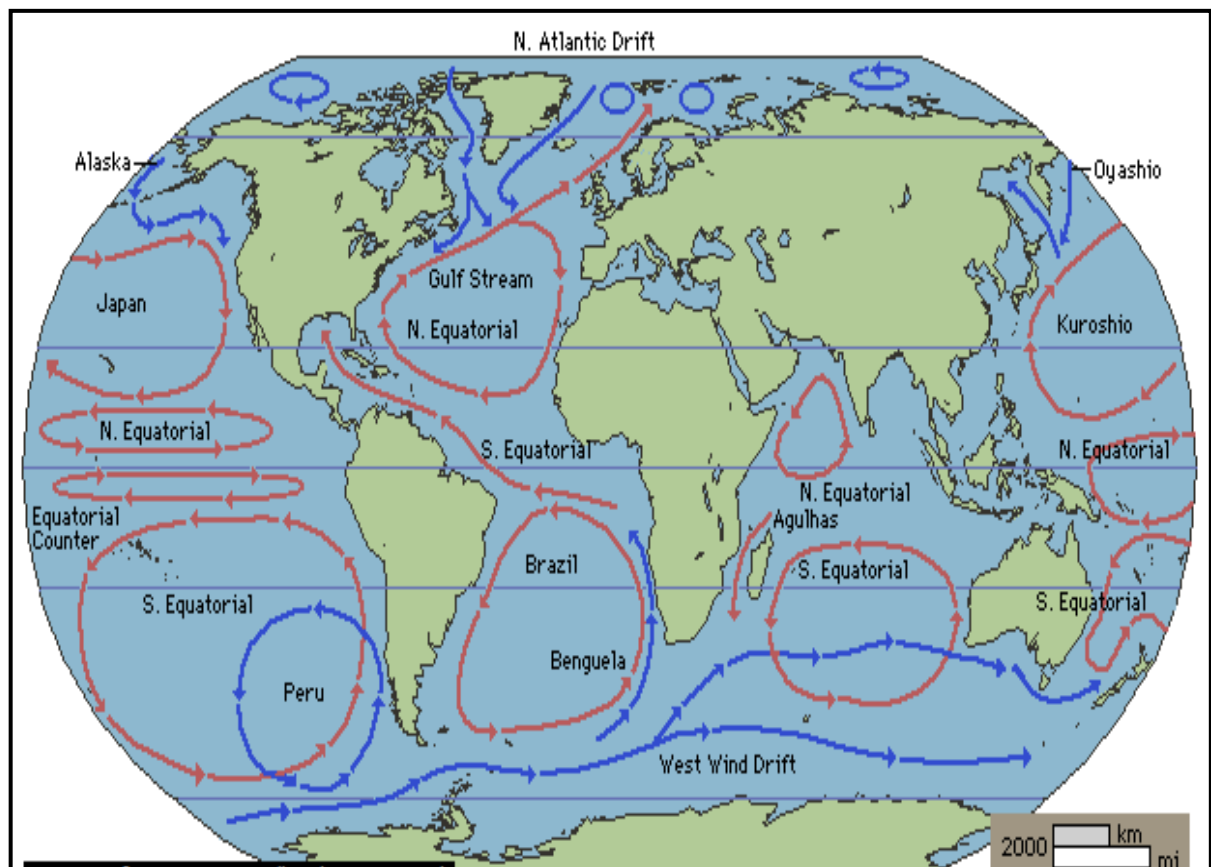 N. Atlantic Drift
Alaska
Oyashio
Gulf Stream
Japan
N. Equatorial
Kuroshio
N. Equatorial
S. Equatorial
N. Equatorial
N. Equatorial
Equatorial
Counter
Agulhas
Brazil
S. Equatorial
S. Equatorial
S. Equatorial
Benguela
Peru
West Wind Drift
2000
km
mi